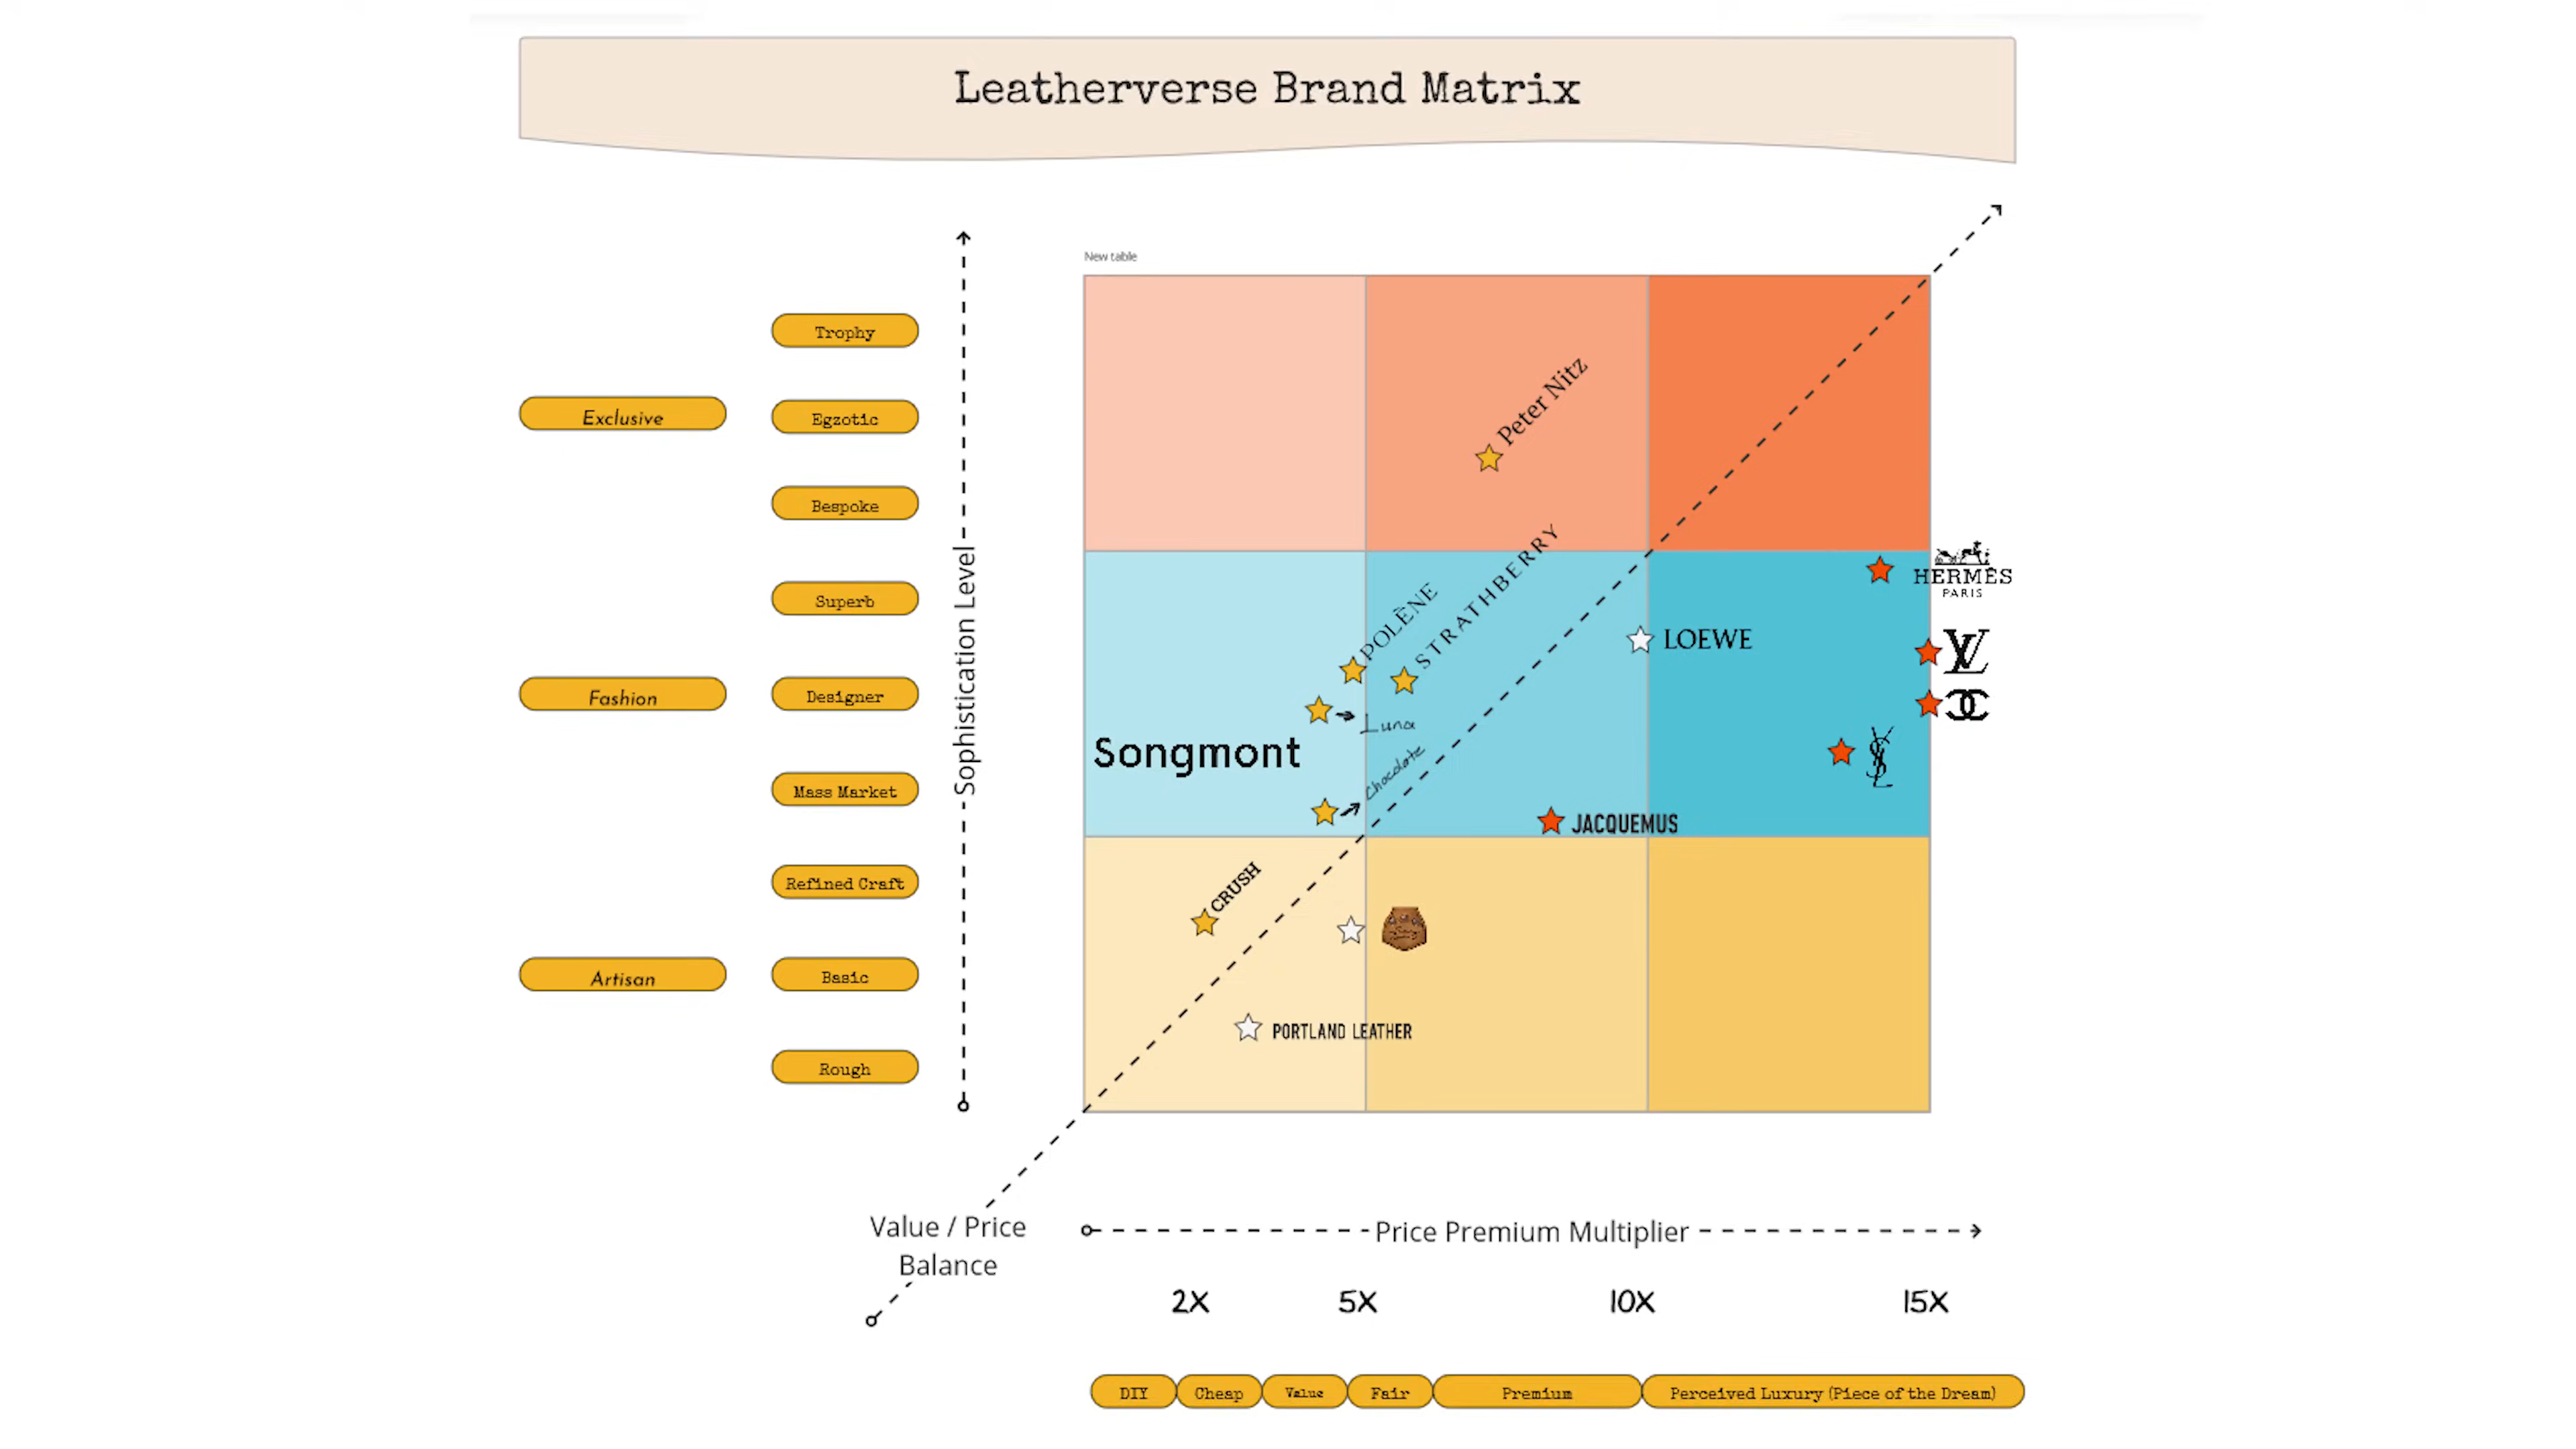 Leatherverse Brand Matrix
New table
Trophy
Exclusive
Egzotic
Bespoke
Superb
Fashion
Designer
Mass Market
Refined Craft
Artisan
Basic
Rough
Sophistication Level
Peter Nitz
STRATHBERRY
POLÈNE
HERMÈS
PARIS
LOEWE
LV
Luna
Songmont
Chocolate
YSL
JACQUEMUS
CRUSH
PORTLAND LEATHER
Value / Price
Balance
Price Premium Multiplier
2X
5X
10X
15X
DIY
Cheap
Value
Fair
Premium
Perceived Luxury (Piece of the Dream)